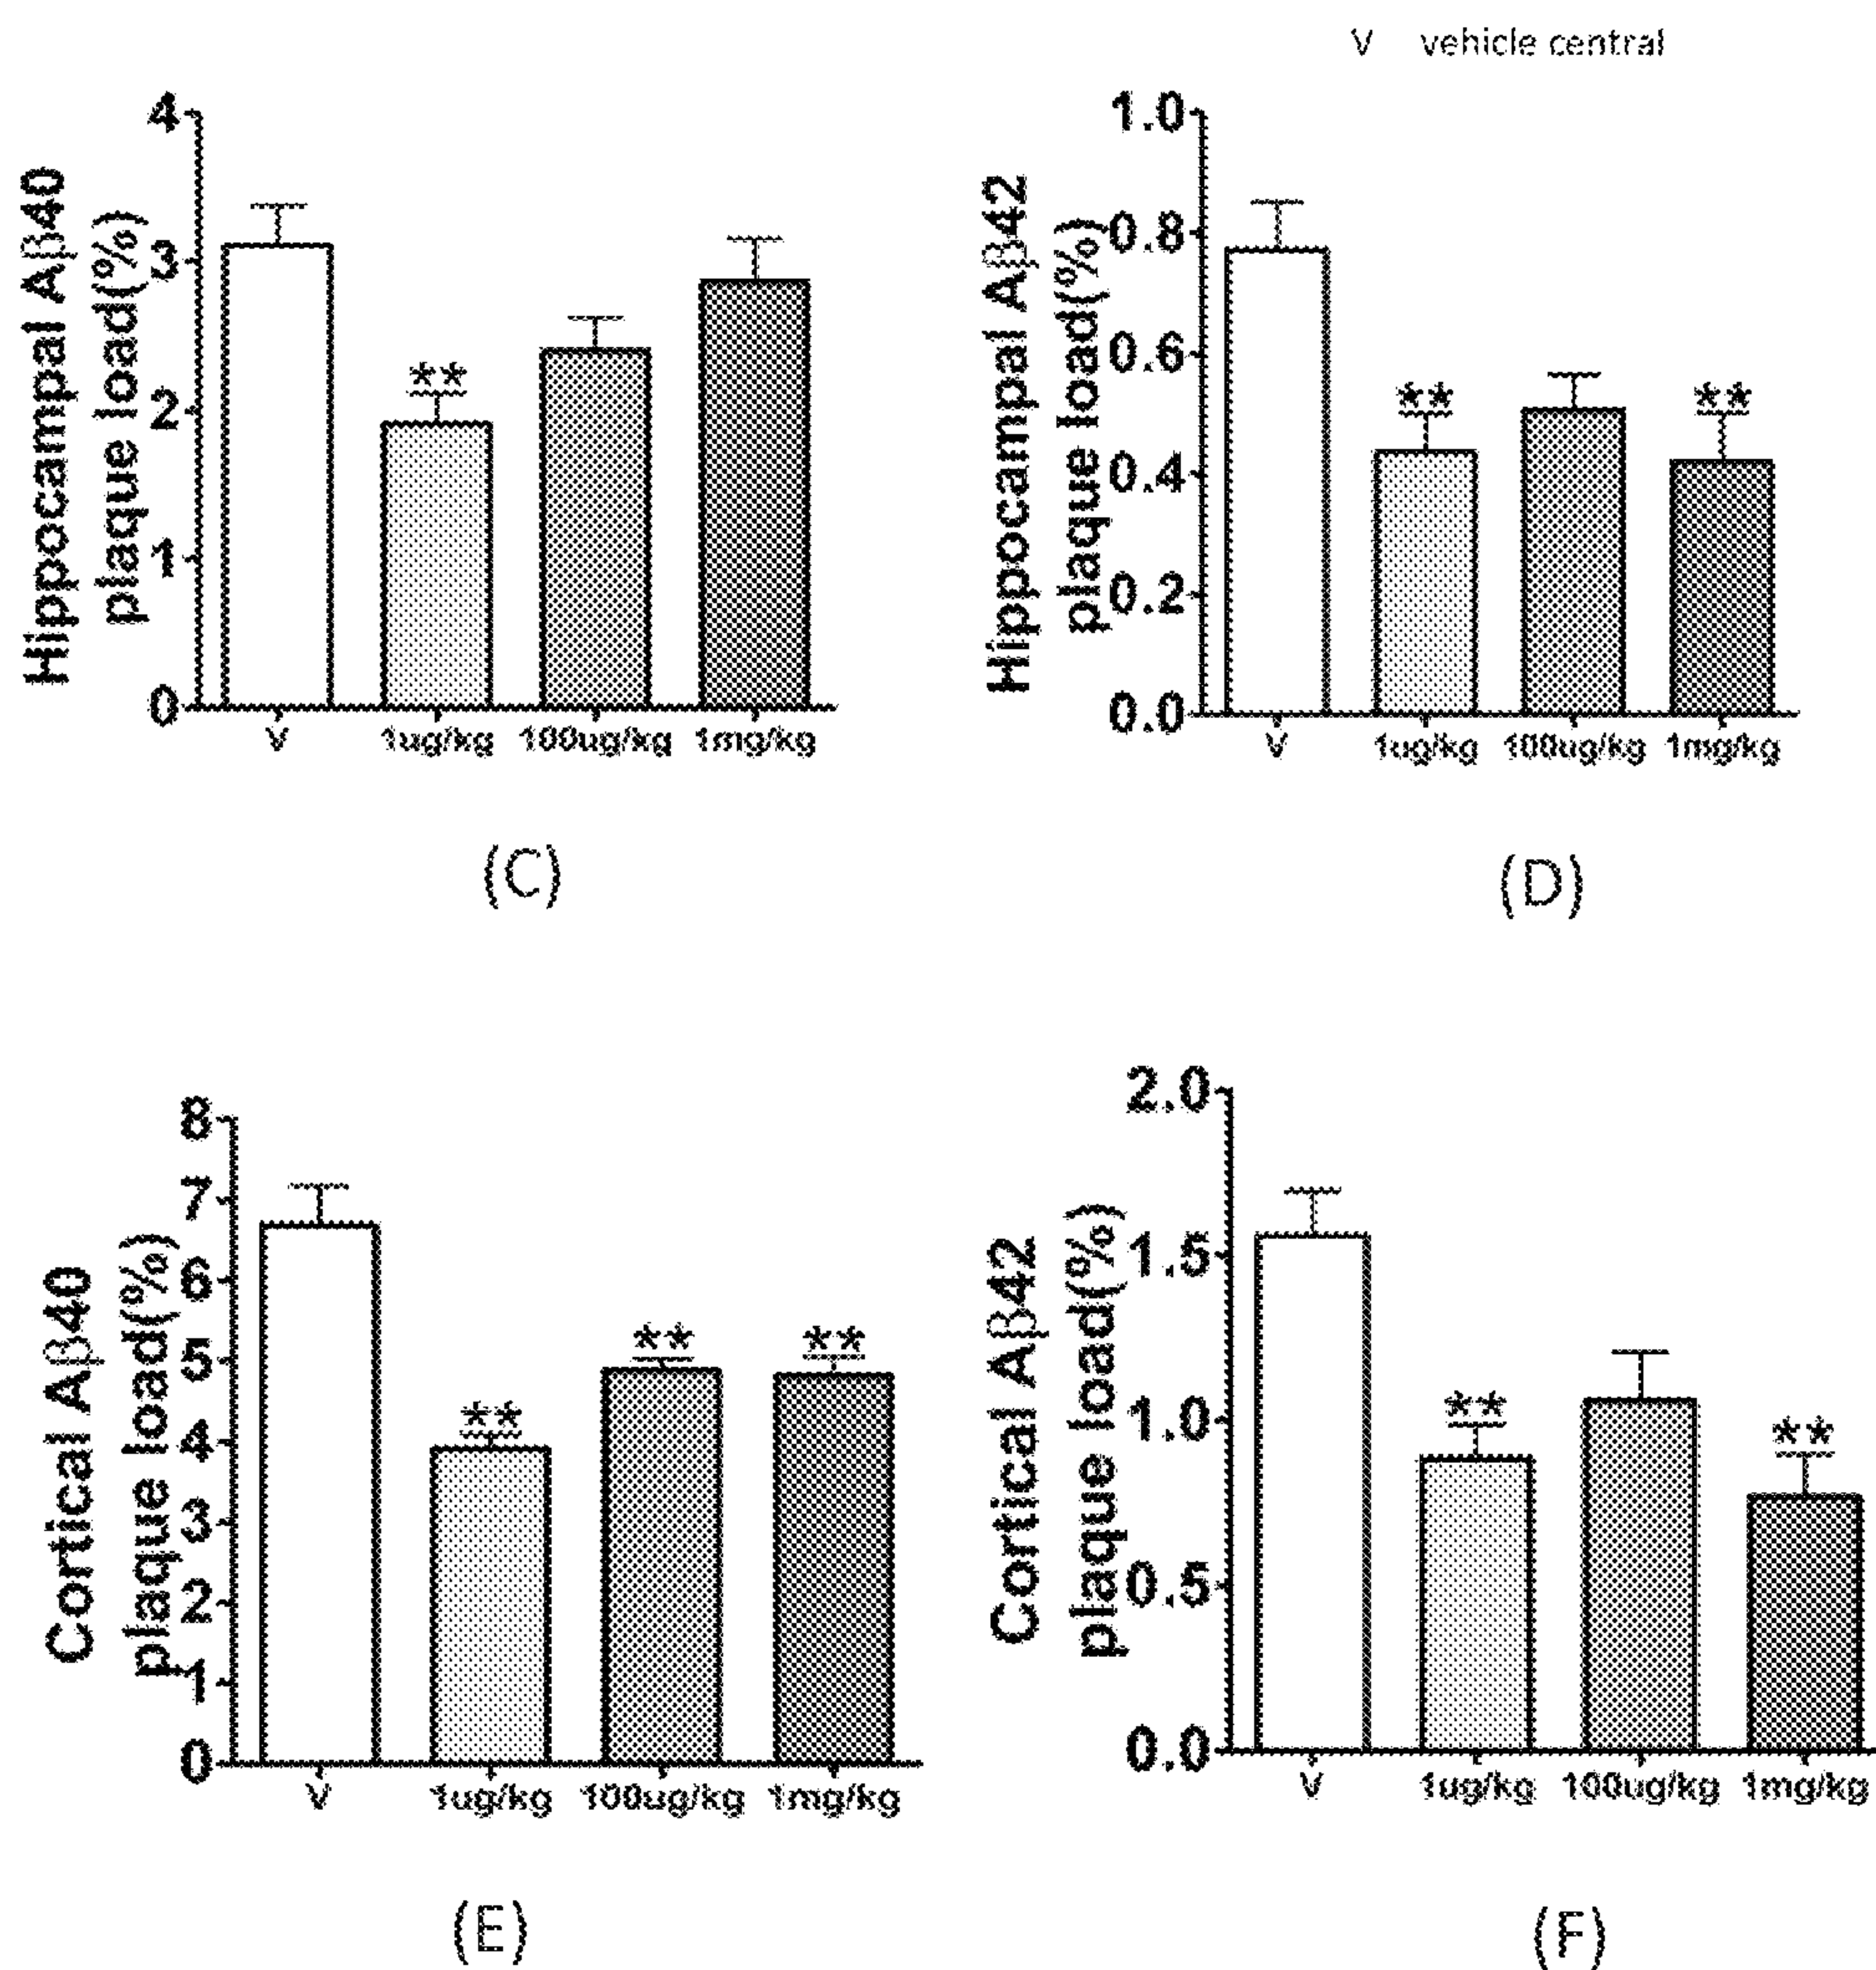 V vehicle central
Hippocampal Aβ40
plaque load(%)
4
3
2
1
0
**
V 1ug/kg 100ug/kg 1mg/kg
(C)
Hippocampal Aβ42
plaque load(%)
1.0
0.8
0.6
0.4
0.2
0.0
** **
V 1ug/kg 100ug/kg 1mg/kg
(D)
Cortical Aβ40
plaque load(%)
8
7
6
5
4
3
2
1
0
** ** **
V 1ug/kg 100ug/kg 1mg/kg
(E)
Cortical Aβ42
plaque load(%)
2.0
1.5
1.0
0.5
0.0
** **
V 1ug/kg 100ug/kg 1mg/kg
(F)